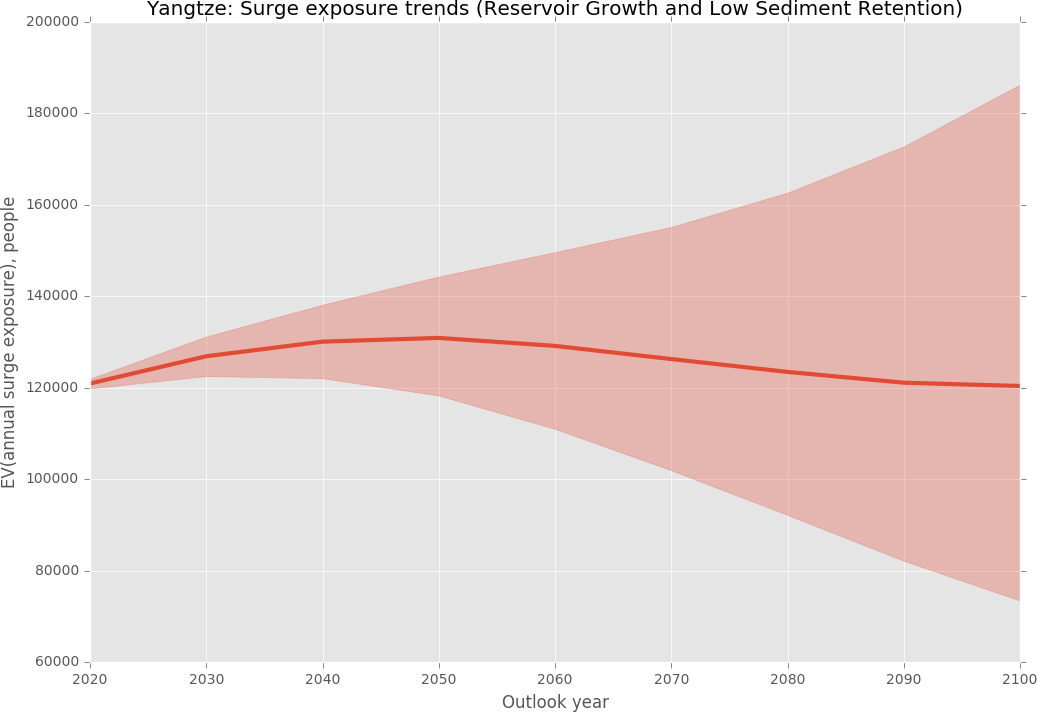 Yangtze: Surge exposure trends (Reservoir Growth and Low Sediment Retention)
EV(annual surge exposure), people
200000
180000
160000
140000
120000
100000
80000
60000
2020 2030 2040 2050 2060 2070 2080 2090 2100
Outlook year